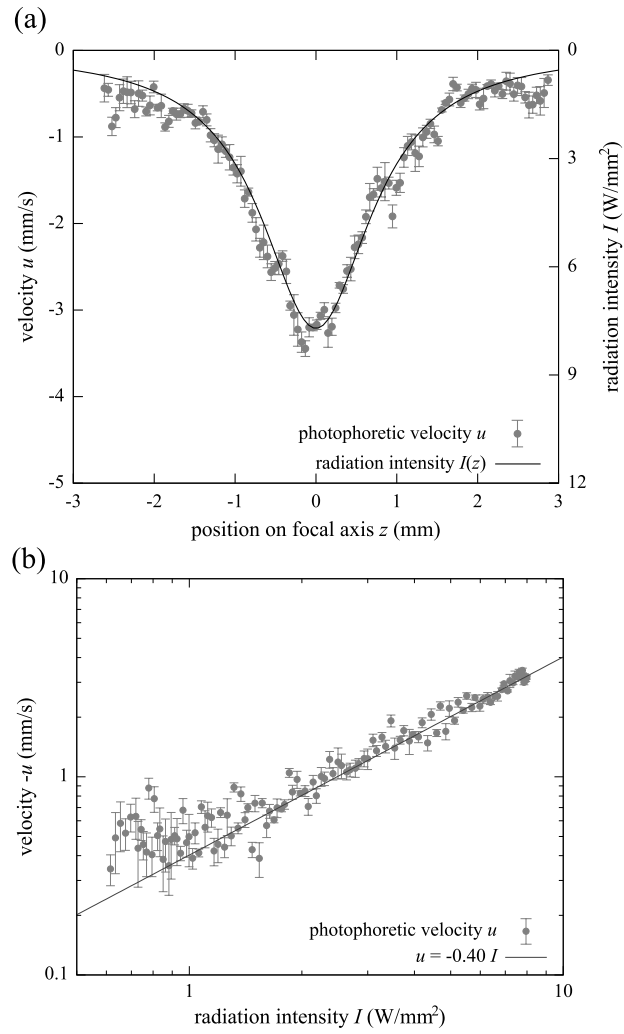 (a)
0
-1
-2
-3
-4
-5
velocity u (mm/s)
0
3
6
9
12
radiation intensity I (W/mm²)
photophoretic velocity u
radiation intensity I(z)
-3 -2 -1 0 1 2 3
position on focal axis z (mm)
(b)
10
1
0.1
velocity -u (mm/s)
photophoretic velocity u
u = -0.40 I
1 10
radiation intensity I (W/mm²)